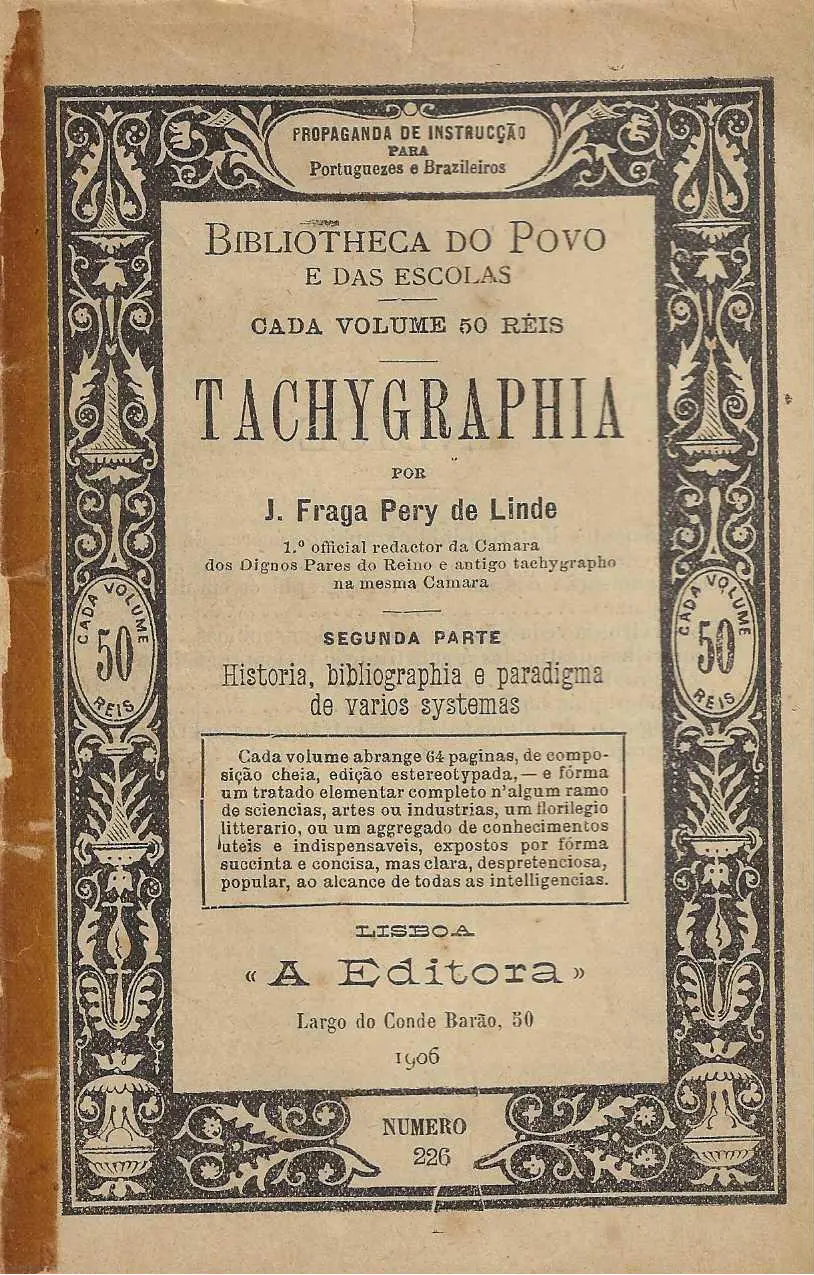 PROPAGANDA DE INSTRUCÇÃO
PARA
Portuguezes e Brazileiros
BIBLIOTHECA DO POVO
E DAS ESCOLAS
CADA VOLUME 50 RÉIS
TACHYGRAPHIA
POR
J. Fraga Pery de Linde
1.º official redactor da Camara
dos Dignos Pares do Reino e antigo tachygrapho
na mesma Camara
SEGUNDA PARTE
Historia, bibliographia e paradigma
de varios systemas
CADA VOLUME
50
REIS
CADA VOLUME
50
REIS
Cada volume abrange 64 paginas, de compo-
sição cheia, edição estereotypada, — e fórma
um tratado elementar completo n'algum ramo
de sciencias, artes ou industrias, um florilegio
litterario, ou um aggregado de conhecimentos
uteis e indispensaveis, expostos por fórma
succinta e concisa, mas clara, despretenciosa,
popular, ao alcance de todas as intelligencias.
LISBOA
« A Editora »
Largo do Conde Barão, 50
1906
NUMERO
226